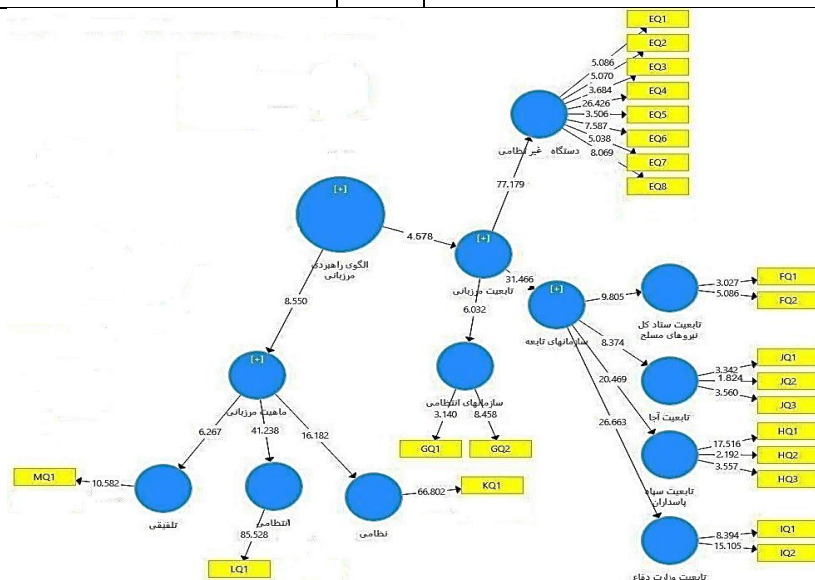 EQ1
EQ2
EQ3
EQ4
EQ5
EQ6
EQ7
EQ8
5.086
5.070
3.684
26.426
3.506
7.587
5.038
8.069
دستگاه غیر نظامی
77.179
[+]
الگوی راهبردی
مرزبانی
4.578
[+]
تابعیت مرزبانی
31.466
[+]
سازمانهای تابعه
8.550
6.032
9.805
8.374
20.469
26.663
3.027
5.086
FQ1
FQ2
تابعیت ستاد کل
نیروهای مسلح
3.342
1.824
3.560
JQ1
JQ2
JQ3
تابعیت آجا
17.516
2.192
3.557
HQ1
HQ2
HQ3
تابعیت سپاه
پاسداران
8.394
15.105
IQ1
IQ2
تابعیت وزارت دفاع
سازمانهای انتظامی
3.140
8.458
GQ1
GQ2
[+]
ماهیت مرزبانی
6.267
41.238
16.182
MQ1
10.582
تلفیقی
انتظامی
85.528
LQ1
نظامی
66.802
KQ1